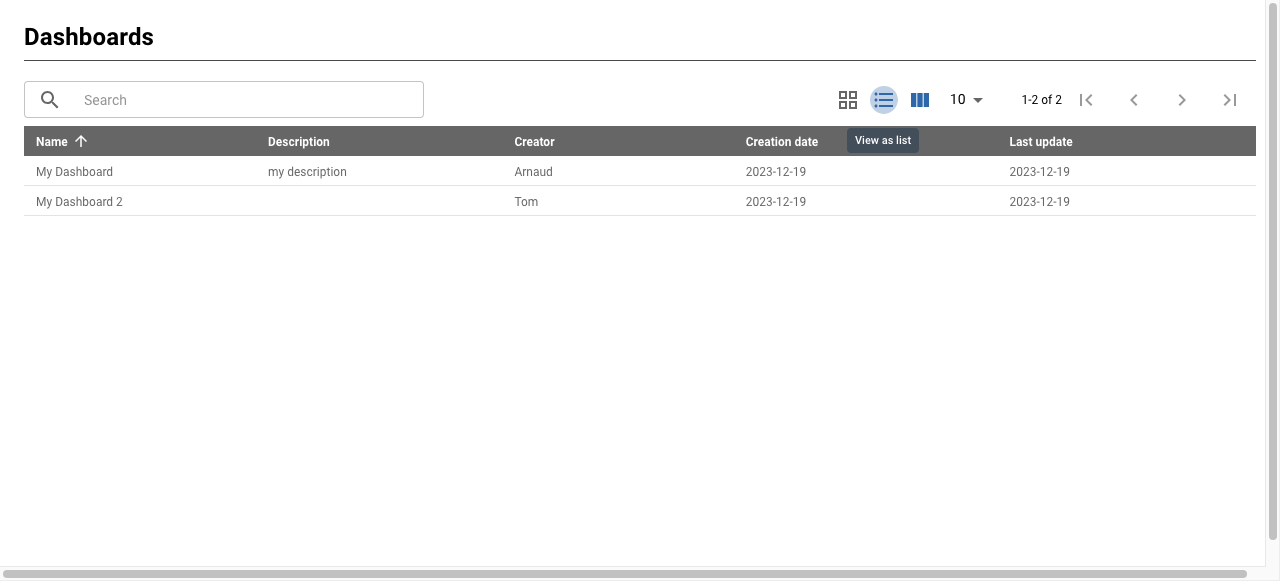 Dashboards
Search 10 1-2 of 2
Name Description Creator Creation date View as list Last update
My Dashboard my description Arnaud 2023-12-19 2023-12-19
My Dashboard 2 Tom 2023-12-19 2023-12-19